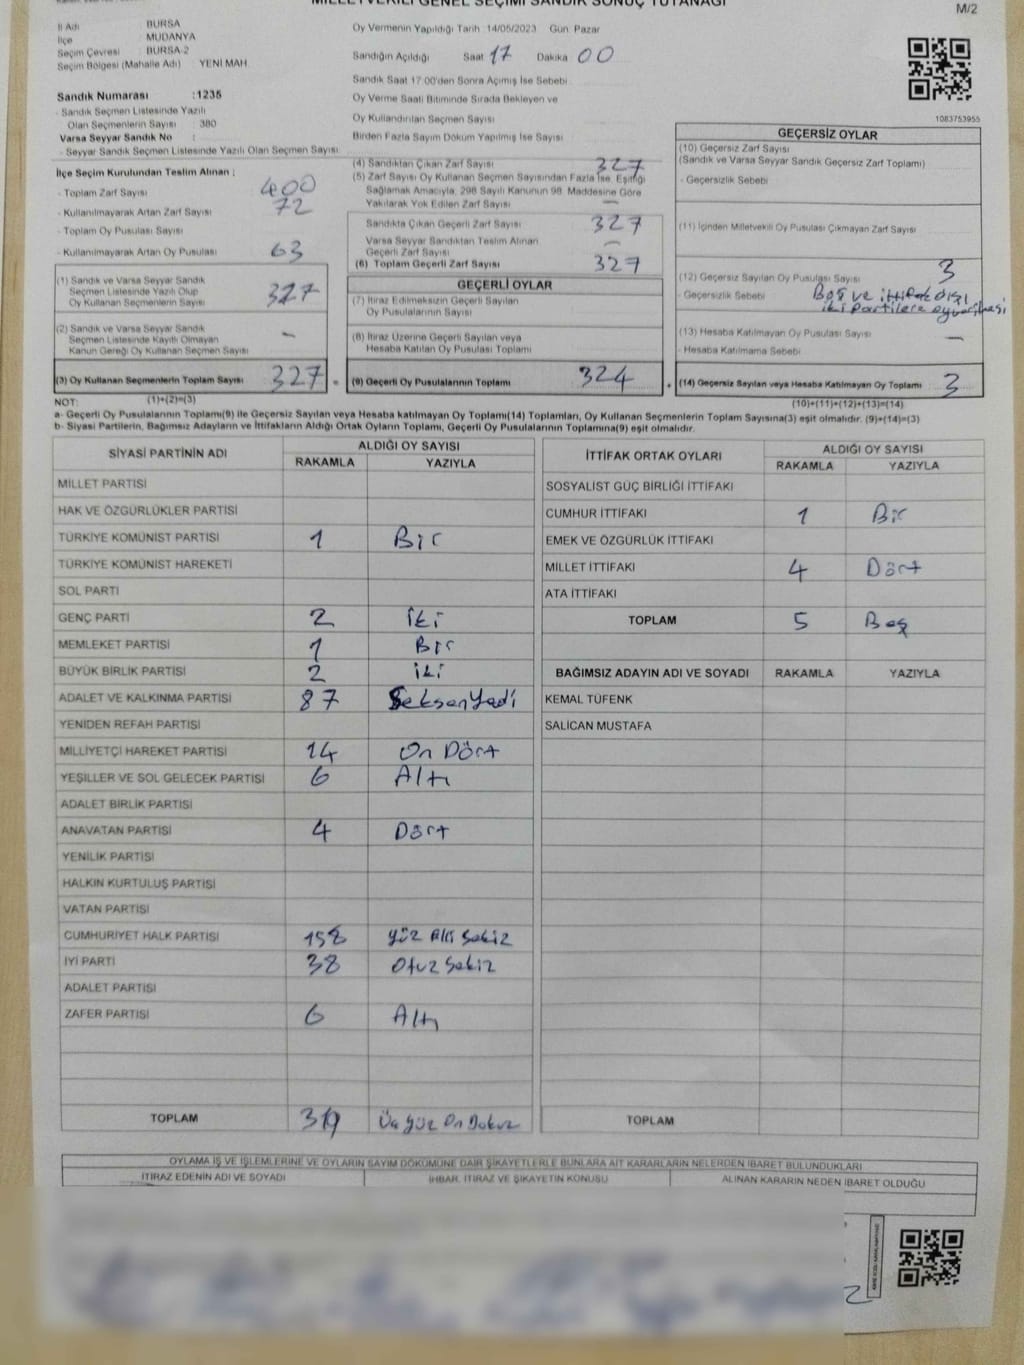 MİLLETVEKİLİ GENEL SEÇİMİ SANDIK SONUÇ TUTANAĞI
M/2
İl Adı BURSA
İlçe MUDANYA
Seçim Çevresi : BURSA-2
Seçim Bölgesi (Mahalle Adı) YENİ MAH.
Sandık Numarası :1235
- Sandık Seçmen Listesinde Yazılı
Olan Seçmenlerin Sayısı : 380
Varsa Seyyar Sandık No :
- Seyyar Sandık Seçmen Listesinde Yazılı Olan Seçmen Sayısı :
İlçe Seçim Kurulundan Teslim Alınan ;
- Toplam Zarf Sayısı 400
- Kullanılmayarak Artan Zarf Sayısı 72
- Toplam Oy Pusulası Sayısı
- Kullanılmayarak Artan Oy Pusulası 63
(1) Sandık ve Varsa Seyyar Sandık
Seçmen Listesinde Yazılı Olup
Oy Kullanan Seçmenlerin Sayısı 327
(2) Sandık ve Varsa Seyyar Sandık
Seçmen Listesinde Kayıtlı Olmayan
Kanun Gereği Oy Kullanan Seçmen Sayısı –
(3) Oy Kullanan Seçmenlerin Toplam Sayısı 327
(1)+(2)=(3)
Oy Vermenin Yapıldığı Tarih : 14/05/2023 Gün: Pazar
Sandığın Açıldığı Saat 17 Dakika 00
Sandık Saat 17:00'den Sonra Açılmış İse Sebebi
Oy Verme Saati Bitiminde Sırada Bekleyen ve
Oy Kullandırılan Seçmen Sayısı
Birden Fazla Sayım Döküm Yapılmış İse Sayısı
(4) Sandıktan Çıkan Zarf Sayısı 327
(5) Zarf Sayısı Oy Kullanan Seçmen Sayısından Fazla İse, Eşitliği
Sağlamak Amacıyla, 298 Sayılı Kanunun 98. Maddesine Göre
Yakılarak Yok Edilen Zarf Sayısı –
Sandıkta Çıkan Geçerli Zarf Sayısı 327
Varsa Seyyar Sandıktan Teslim Alınan
Geçerli Zarf Sayısı –
(6) Toplam Geçerli Zarf Sayısı 327
GEÇERLİ OYLAR
(7) İtiraz Edilmeksizin Geçerli Sayılan
Oy Pusulalarının Sayısı
(8) İtiraz Üzerine Geçerli Sayılan veya
Hesaba Katılan Oy Pusulası Toplamı
(9) Geçerli Oy Pusulalarının Toplamı 324
1083753955
GEÇERSİZ OYLAR
(10) Geçersiz Zarf Sayısı
(Sandık ve Varsa Seyyar Sandık Geçersiz Zarf Toplamı)
- Geçersizlik Sebebi
(11) İçinden Milletvekili Oy Pusulası Çıkmayan Zarf Sayısı
(12) Geçersiz Sayılan Oy Pusulası Sayısı 3
- Geçersizlik Sebebi Boş ve ittifak dışı
iki partilere oy verilmesi
(13) Hesaba Katılmayan Oy Pusulası Sayısı –
- Hesaba Katılmama Sebebi
(14) Geçersiz Sayılan veya Hesaba Katılmayan Oy Toplamı 3
(10)+(11)+(12)+(13)=(14)
NOT:
a- Geçerli Oy Pusulalarının Toplamı(9) ile Geçersiz Sayılan veya Hesaba katılmayan Oy Toplamı(14) Toplamları, Oy Kullanan Seçmenlerin Toplam Sayısına(3) eşit olmalıdır. (9)+(14)=(3)
b- Siyasi Partilerin, Bağımsız Adayların ve İttifakların Aldığı Ortak Oyların Toplamı, Geçerli Oy Pusulalarının Toplamına(9) eşit olmalıdır.
SİYASİ PARTİNİN ADI ALDIĞI OY SAYISI
RAKAMLA YAZIYLA
MİLLET PARTİSİ
HAK VE ÖZGÜRLÜKLER PARTİSİ
TÜRKİYE KOMÜNİST PARTİSİ 1 Bir
TÜRKİYE KOMÜNİST HAREKETİ
SOL PARTİ
GENÇ PARTİ 2 İki
MEMLEKET PARTİSİ 1 Bir
BÜYÜK BİRLİK PARTİSİ 2 iki
ADALET VE KALKINMA PARTİSİ 87 SeksenYedi
YENİDEN REFAH PARTİSİ
MİLLİYETÇİ HAREKET PARTİSİ 14 On Dört
YEŞİLLER VE SOL GELECEK PARTİSİ 6 Altı
ADALET BİRLİK PARTİSİ
ANAVATAN PARTİSİ 4 Dört
YENİLİK PARTİSİ
HALKIN KURTULUŞ PARTİSİ
VATAN PARTİSİ
CUMHURİYET HALK PARTİSİ 158 Yüz Elli Sekiz
İYİ PARTİ 38 Otuz Sekiz
ADALET PARTİSİ
ZAFER PARTİSİ 6 Altı
TOPLAM 319 Üç Yüz On Dokuz
İTTİFAK ORTAK OYLARI ALDIĞI OY SAYISI
RAKAMLA YAZIYLA
SOSYALİST GÜÇ BİRLİĞİ İTTİFAKI
CUMHUR İTTİFAKI 1 Bir
EMEK VE ÖZGÜRLÜK İTTİFAKI
MİLLET İTTİFAKI 4 Dört
ATA İTTİFAKI
TOPLAM 5 Beş
BAĞIMSIZ ADAYIN ADI VE SOYADI RAKAMLA YAZIYLA
KEMAL TÜFENK
SALİCAN MUSTAFA
TOPLAM
OYLAMA İŞ VE İŞLEMLERİNE VE OYLARIN SAYIM DÖKÜMÜNE DAİR ŞİKAYETLERLE BUNLARA AİT KARARLARIN NELERDEN İBARET BULUNDUKLARI
İTİRAZ EDENİN ADI VE SOYADI İHBAR, İTİRAZ VE ŞİKAYETİN KONUSU ALINAN KARARIN NEDEN İBARET OLDUĞU